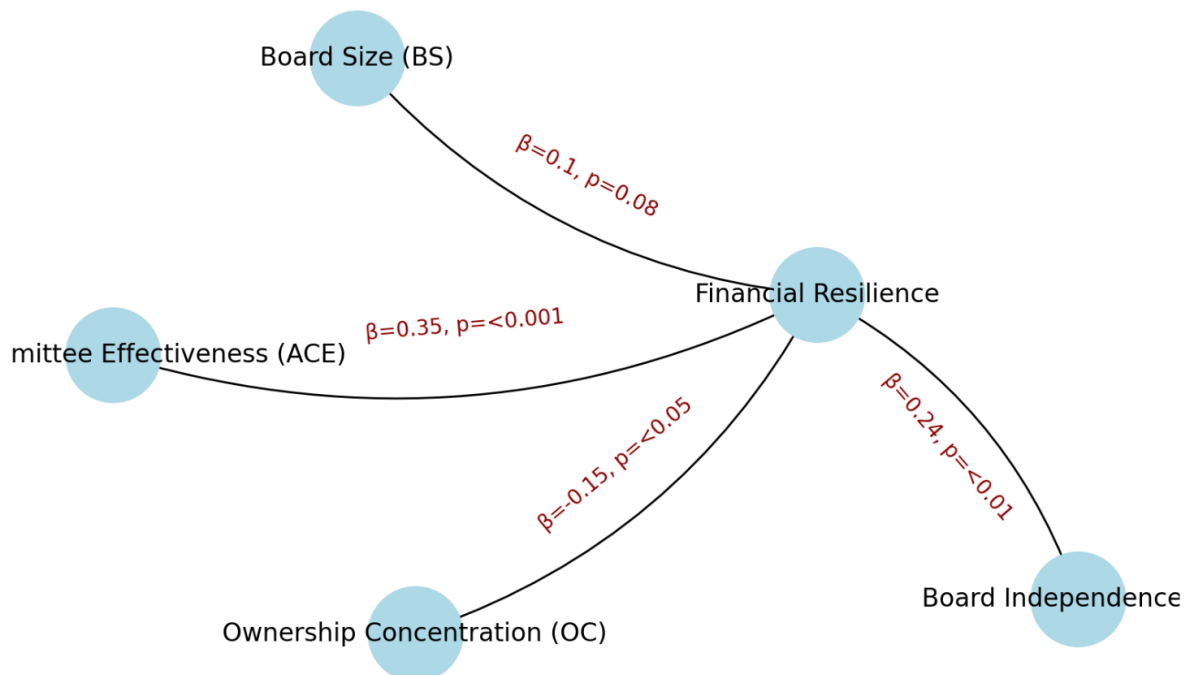 Board Size (BS)
β=0.1, p=0.08
Financial Resilience
β=0.35, p=<0.001
mittee Effectiveness (ACE)
β=-0.15, p=<0.05
β=0.24, p=<0.01
Board Independence
Ownership Concentration (OC)